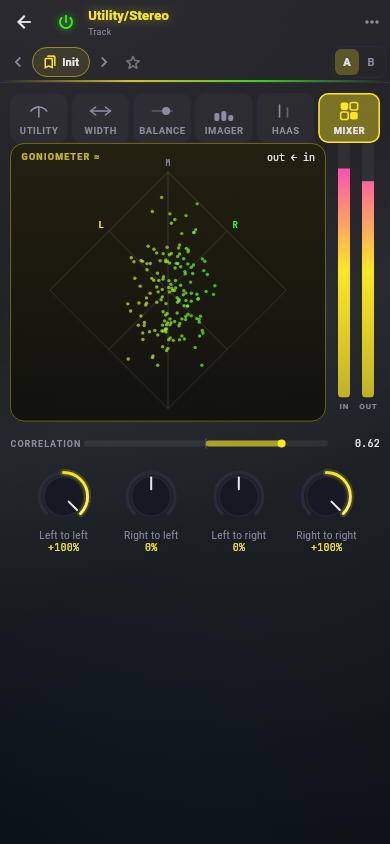 Utility/Stereo
Track
Init
A B
UTILITY WIDTH BALANCE IMAGER HAAS MIXER
GONIOMETER ≋ M out ← in
L R
IN OUT
CORRELATION 0.62
Left to left Right to left Left to right Right to right
+100% 0% 0% +100%